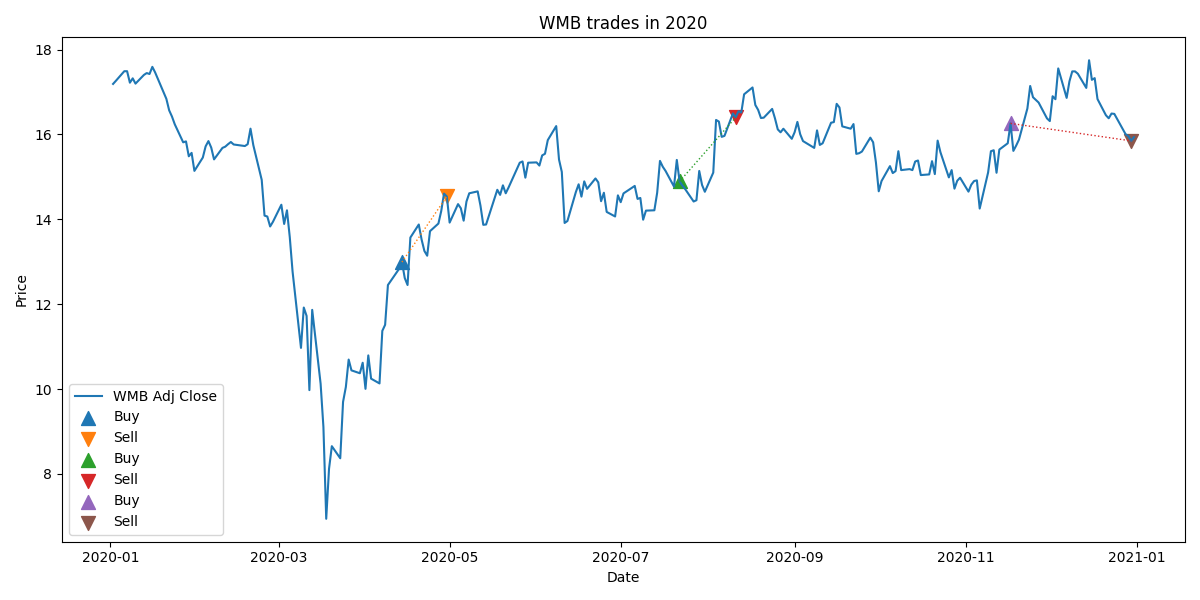 WMB trades in 2020
18
16
14
12
10
8
Price
WMB Adj Close
Buy
Sell
Buy
Sell
Buy
Sell
2020-01 2020-03 2020-05 2020-07 2020-09 2020-11 2021-01
Date